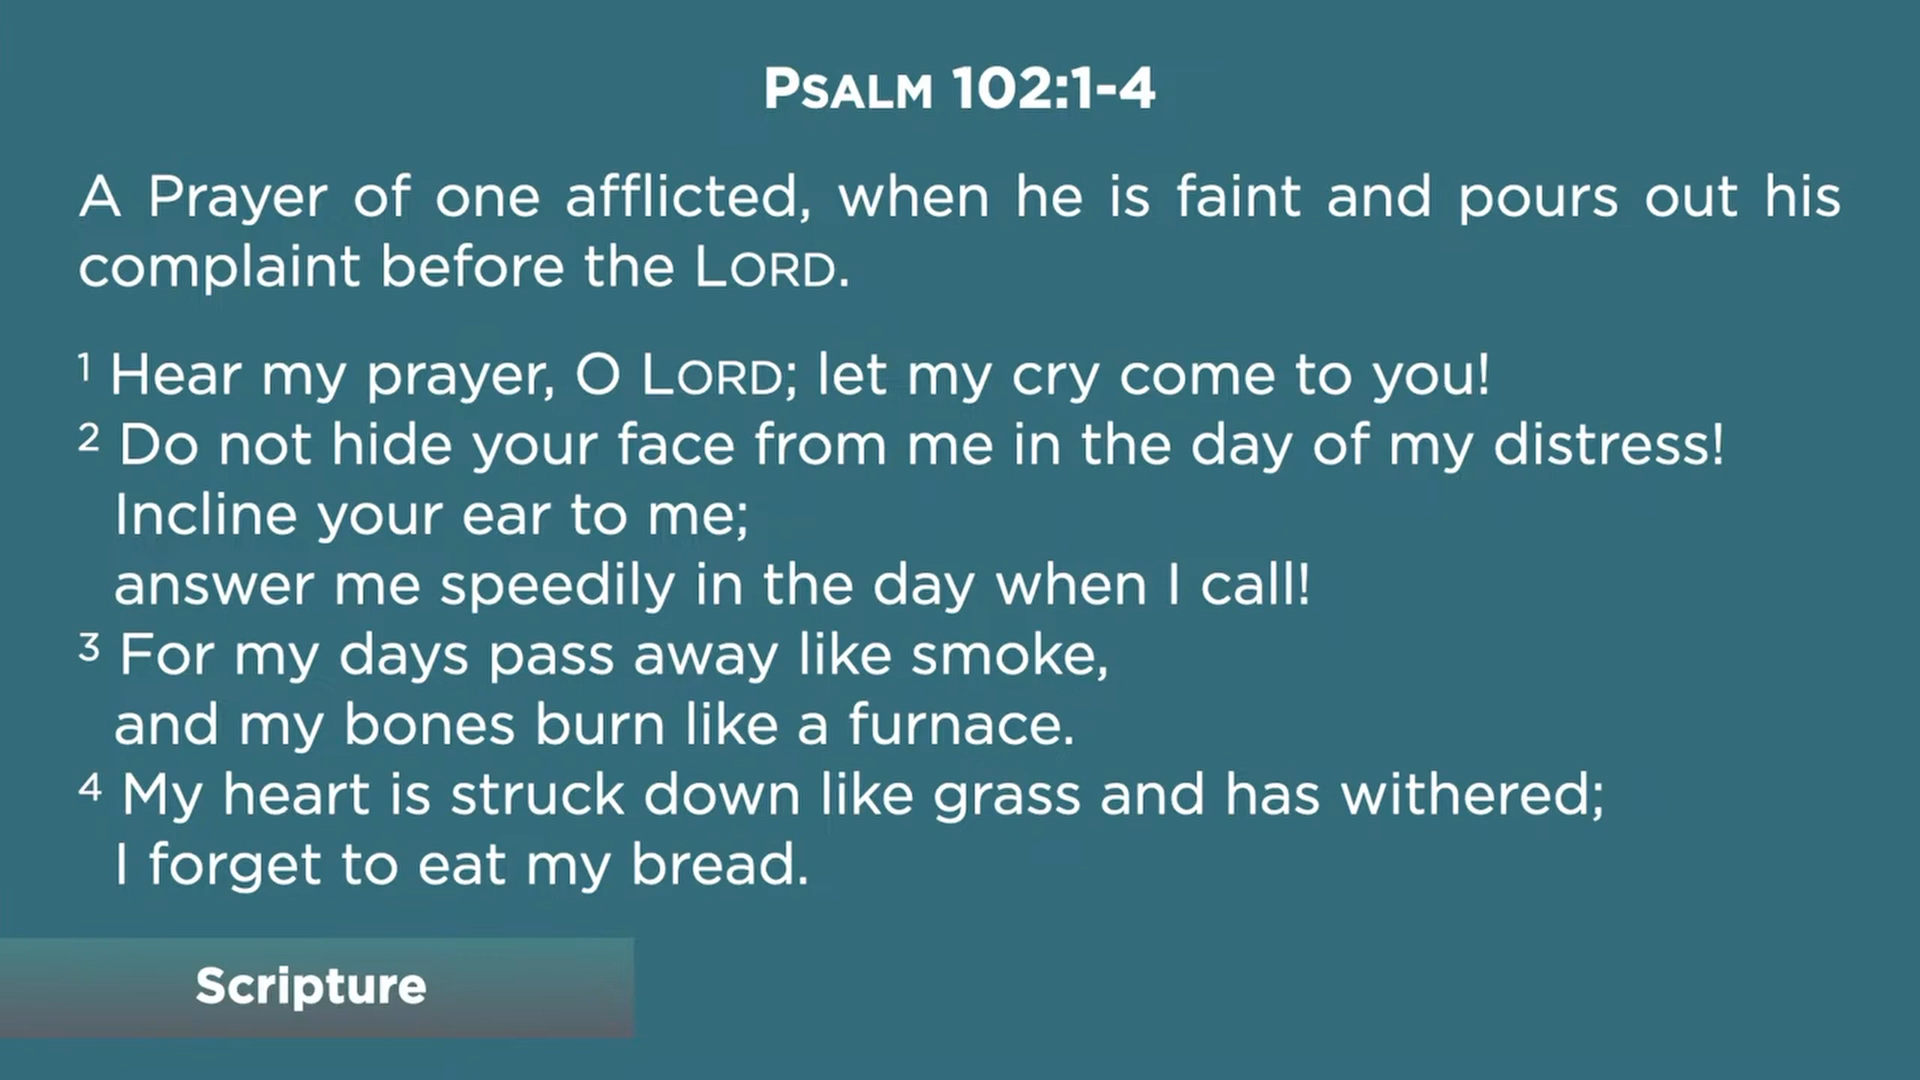 PSALM 102:1-4
A Prayer of one afflicted, when he is faint and pours out his
complaint before the LORD.
1 Hear my prayer, O LORD; let my cry come to you!
2 Do not hide your face from me in the day of my distress!
Incline your ear to me;
answer me speedily in the day when I call!
3 For my days pass away like smoke,
and my bones burn like a furnace.
4 My heart is struck down like grass and has withered;
I forget to eat my bread.
Scripture